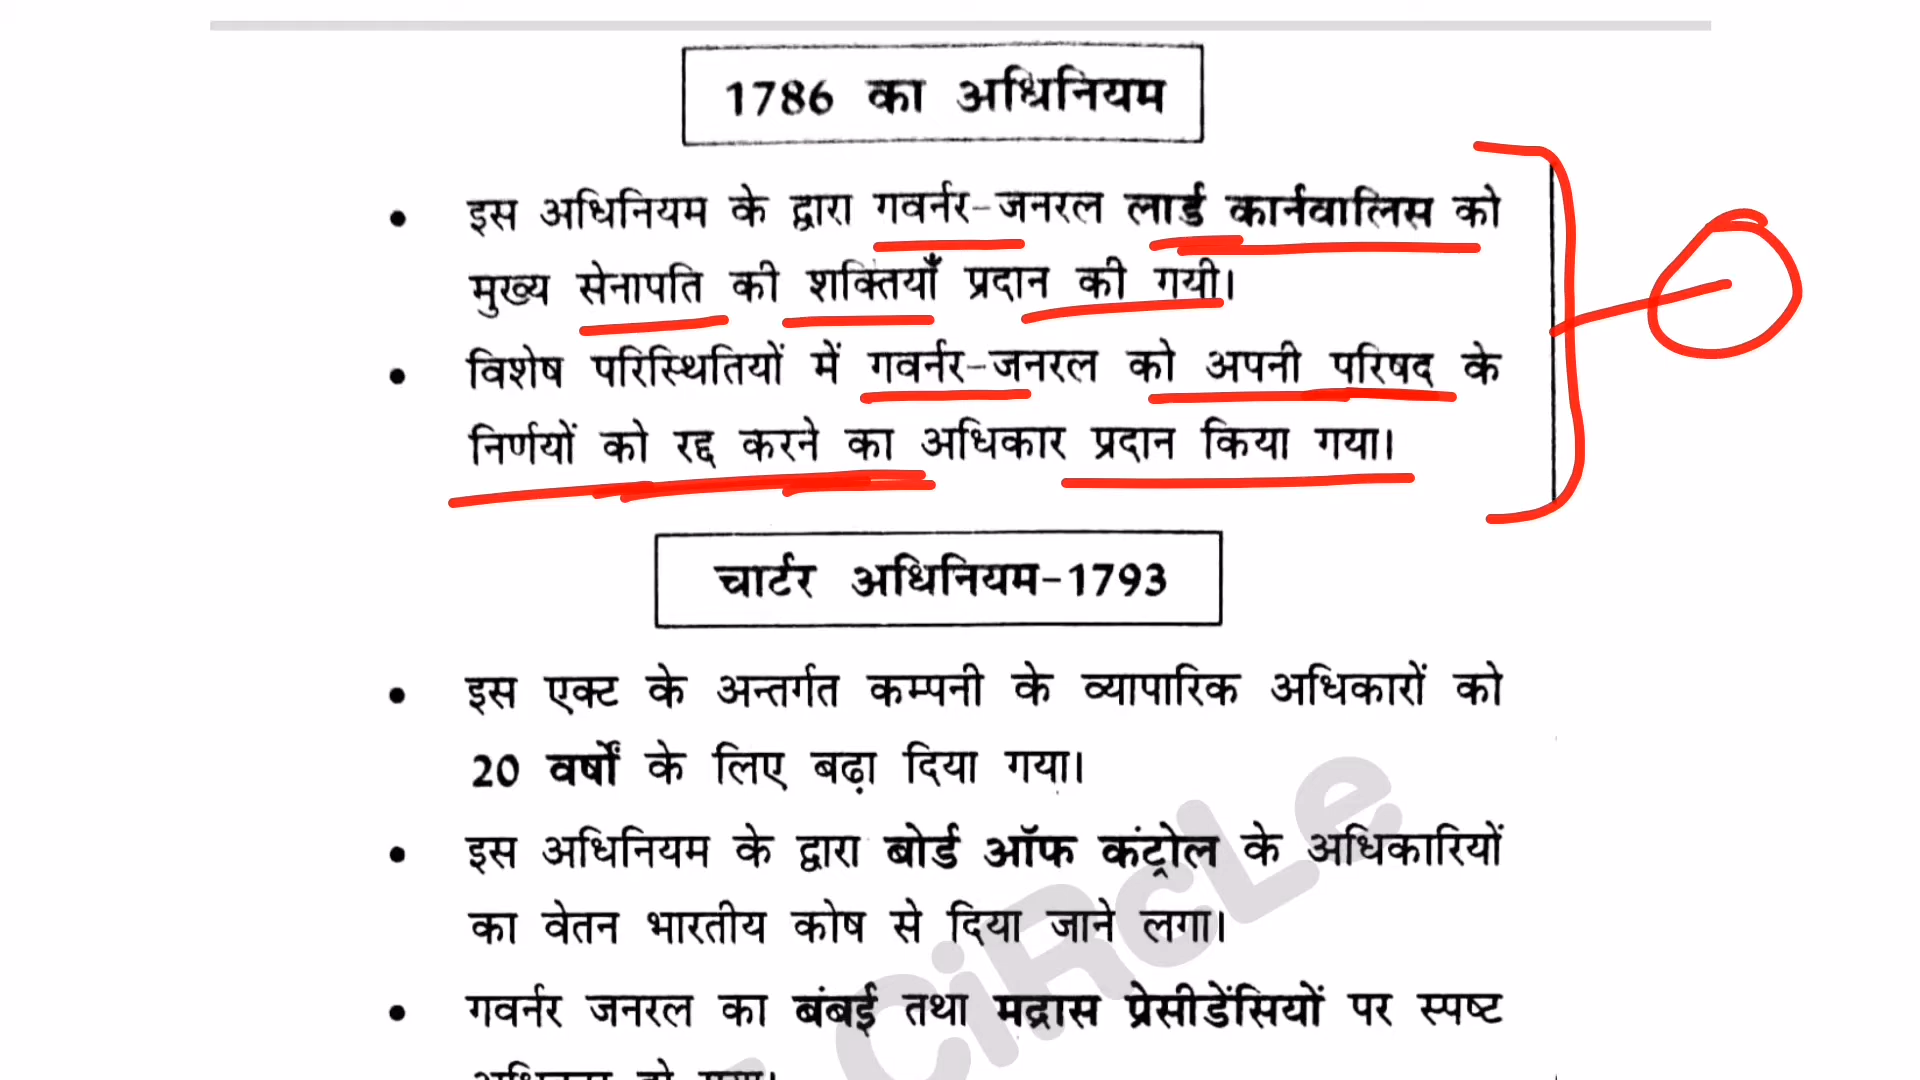 1786 का अधिनियम
• इस अधिनियम के द्वारा गवर्नर-जनरल लार्ड कार्नवालिस को
मुख्य सेनापति की शक्तियाँ प्रदान की गयी।
• विशेष परिस्थितियों में गवर्नर-जनरल को अपनी परिषद के
निर्णयों को रद्द करने का अधिकार प्रदान किया गया।
चार्टर अधिनियम-1793
• इस एक्ट के अन्तर्गत कम्पनी के व्यापारिक अधिकारों को
20 वर्षों के लिए बढ़ा दिया गया।
• इस अधिनियम के द्वारा बोर्ड ऑफ कंट्रोल के अधिकारियों
का वेतन भारतीय कोष से दिया जाने लगा।
• गवर्नर जनरल का बंबई तथा मद्रास प्रेसीडेंसियों पर स्पष्ट
CiRcLe